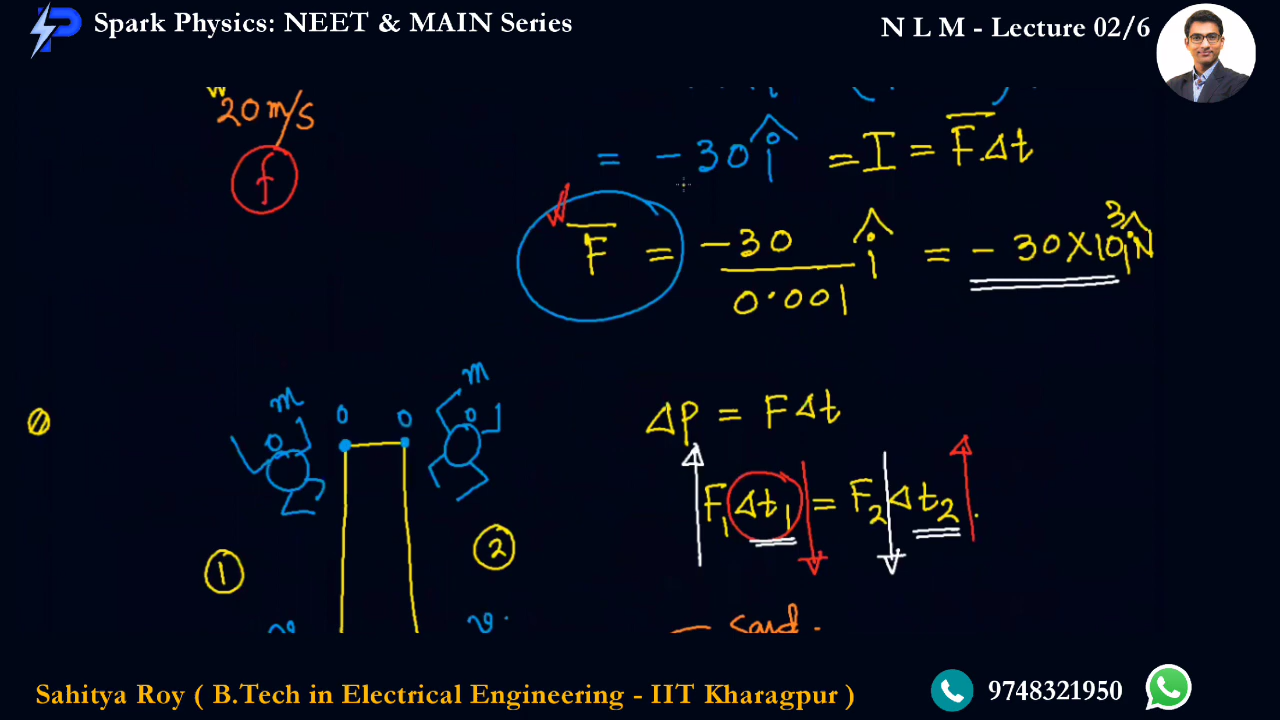 Spark Physics: NEET & MAIN Series
N L M - Lecture 02/6
20 m/s
f
= -30 î = I = F̅.Δt
F̅ = -30/0.001 î = -30×10³ î N
m
m
0
0
ΔP = FΔt
F₁Δt₁ = F₂Δt₂.
1
2
v
v.
- sand.
Sahitya Roy ( B.Tech in Electrical Engineering - IIT Kharagpur )
9748321950